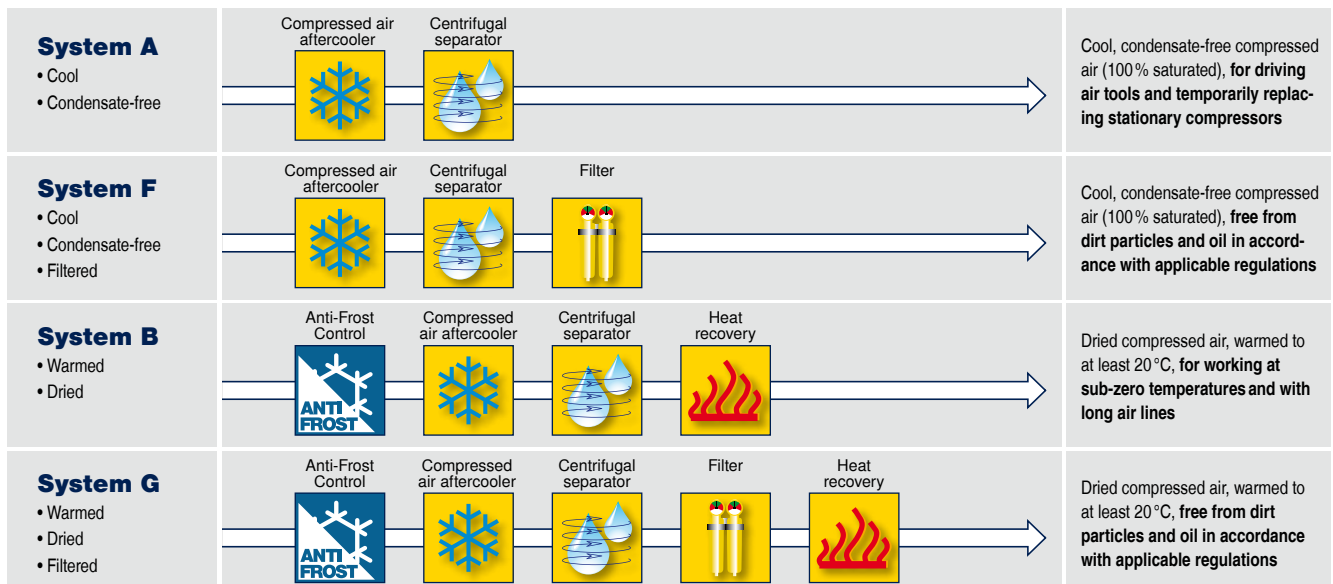 System A
• Cool
• Condensate-free
Compressed air
aftercooler
Centrifugal
separator
Cool, condensate-free compressed
air (100 % saturated), for driving
air tools and temporarily replac-
ing stationary compressors
System F
• Cool
• Condensate-free
• Filtered
Compressed air
aftercooler
Centrifugal
separator
Filter
Cool, condensate-free compressed
air (100 % saturated), free from
dirt particles and oil in accord-
ance with applicable regulations
System B
• Warmed
• Dried
Anti-Frost
Control
ANTI
FROST
Compressed
air aftercooler
Centrifugal
separator
Heat
recovery
Dried compressed air, warmed to
at least 20 °C, for working at
sub-zero temperatures and with
long air lines
System G
• Warmed
• Dried
• Filtered
Anti-Frost
Control
ANTI
FROST
Compressed
air aftercooler
Centrifugal
separator
Filter
Heat
recovery
Dried compressed air, warmed to
at least 20 °C, free from dirt
particles and oil in accordance
with applicable regulations